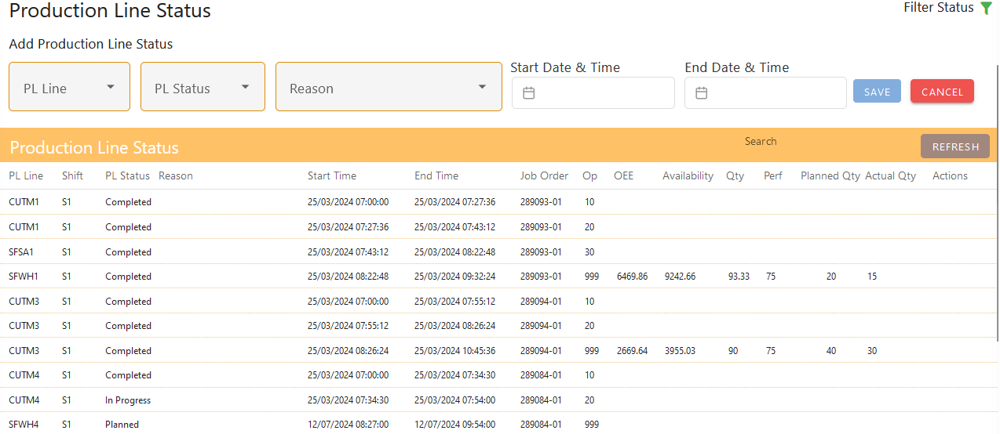 Production Line Status
Filter Status
Add Production Line Status
PL Line PL Status Reason Start Date & Time End Date & Time SAVE CANCEL
Production Line Status Search REFRESH
PL Line Shift PL Status Reason Start Time End Time Job Order Op OEE Availability Qty Perf Planned Qty Actual Qty Actions
CUTM1 S1 Completed 25/03/2024 07:00:00 25/03/2024 07:27:36 289093-01 10
CUTM1 S1 Completed 25/03/2024 07:27:36 25/03/2024 07:43:12 289093-01 20
SFSA1 S1 Completed 25/03/2024 07:43:12 25/03/2024 08:22:48 289093-01 30
SFWH1 S1 Completed 25/03/2024 08:22:48 25/03/2024 09:32:24 289093-01 999 6469.86 9242.66 93.33 75 20 15
CUTM3 S1 Completed 25/03/2024 07:00:00 25/03/2024 07:55:12 289094-01 10
CUTM3 S1 Completed 25/03/2024 07:55:12 25/03/2024 08:26:24 289094-01 20
CUTM3 S1 Completed 25/03/2024 08:26:24 25/03/2024 10:45:36 289094-01 999 2669.64 3955.03 90 75 40 30
CUTM4 S1 Completed 25/03/2024 07:00:00 25/03/2024 07:34:30 289084-01 10
CUTM4 S1 In Progress 25/03/2024 07:34:30 25/03/2024 07:54:00 289084-01 20
SFWH4 S1 Planned 12/07/2024 08:27:00 12/07/2024 09:54:00 289084-01 999